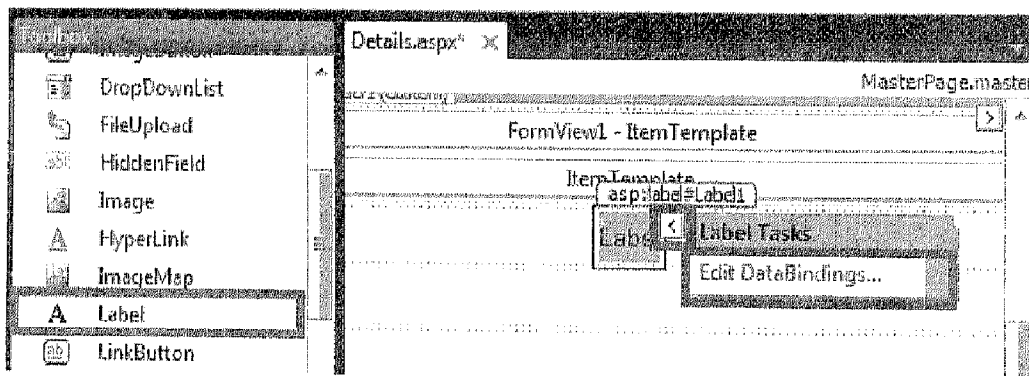 Toolbox
DropDownList
FileUpload
HiddenField
Image
HyperLink
ImageMap
Label
LinkButton
Details.aspx*
MasterPage.master
FormView1 - ItemTemplate
ItemTemplate
asp:label#Label1
Labe
Label Tasks
Edit DataBindings...